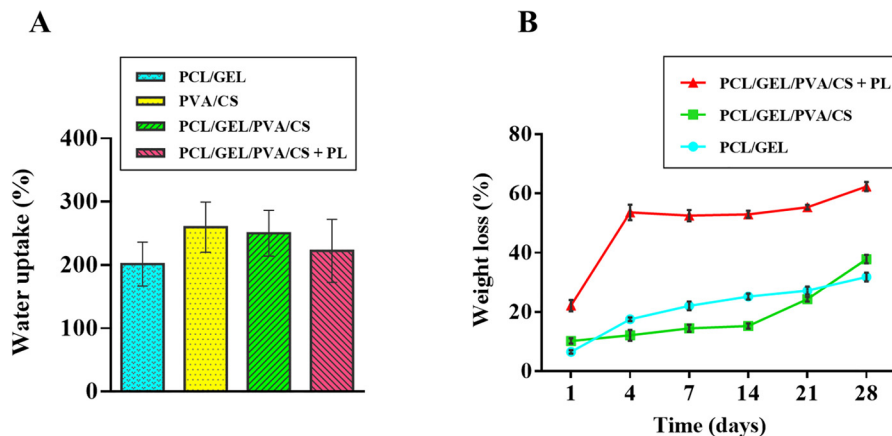 A
PCL/GEL
PVA/CS
PCL/GEL/PVA/CS
PCL/GEL/PVA/CS + PL
Water uptake (%)
400
300
200
100
0
B
PCL/GEL/PVA/CS + PL
PCL/GEL/PVA/CS
PCL/GEL
Weight loss (%)
80
60
40
20
0
1 4 7 14 21 28
Time (days)